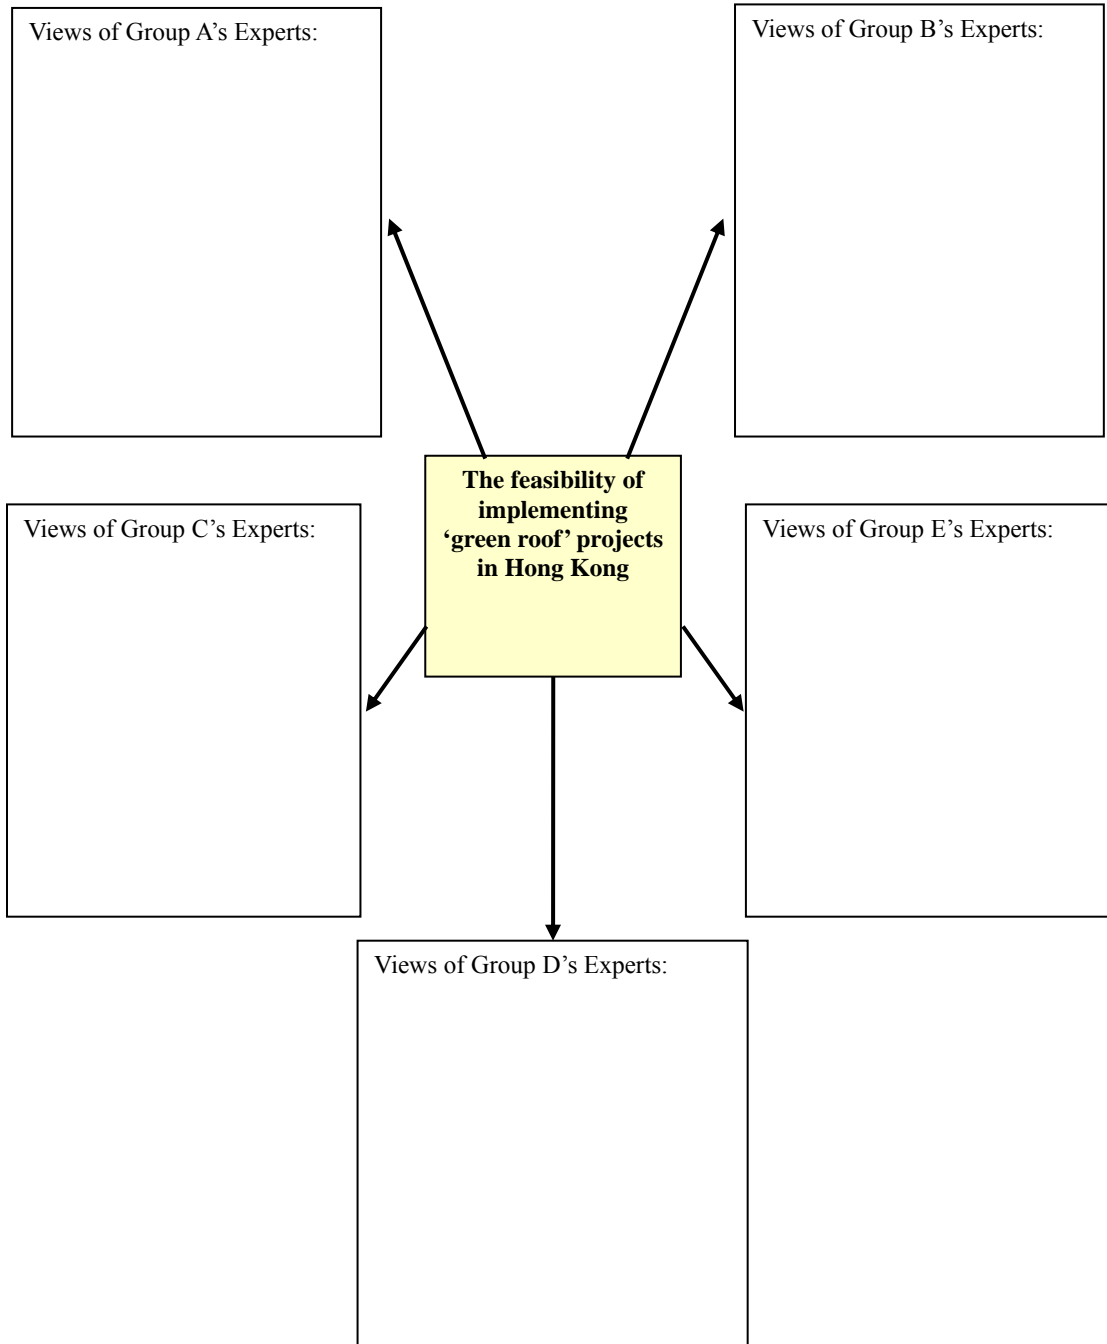 Views of Group A’s Experts:
Views of Group B’s Experts:
The feasibility of
implementing
‘green roof’ projects
in Hong Kong
Views of Group C’s Experts:
Views of Group E’s Experts:
Views of Group D’s Experts: